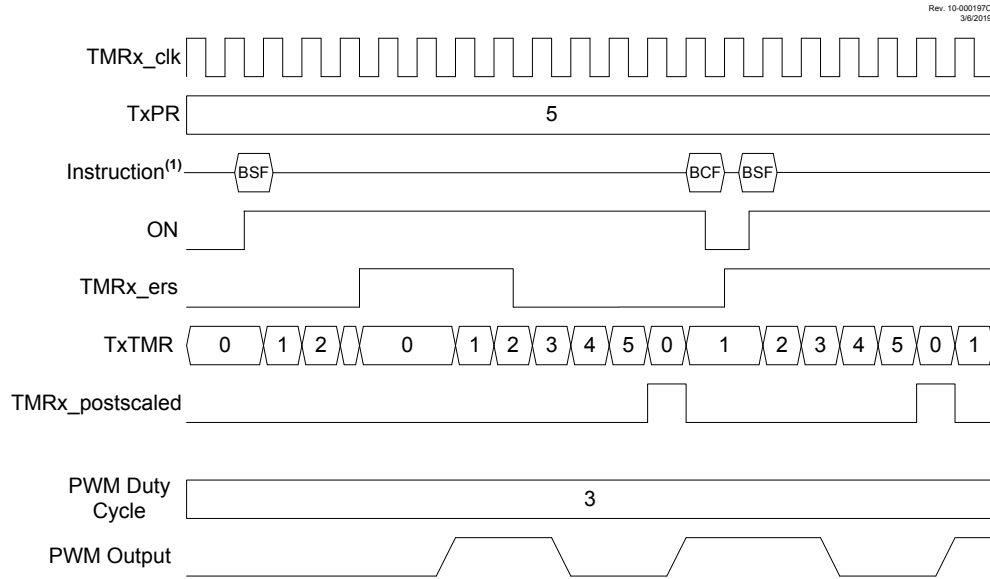 Rev. 10-000197C
3/6/2019
TMRx_clk
TxPR 5
Instruction(1) BSF BCF BSF
ON
TMRx_ers
TxTMR 0 1 2 0 1 2 3 4 5 0 1 2 3 4 5 0 1
TMRx_postscaled
PWM Duty
Cycle 3
PWM Output